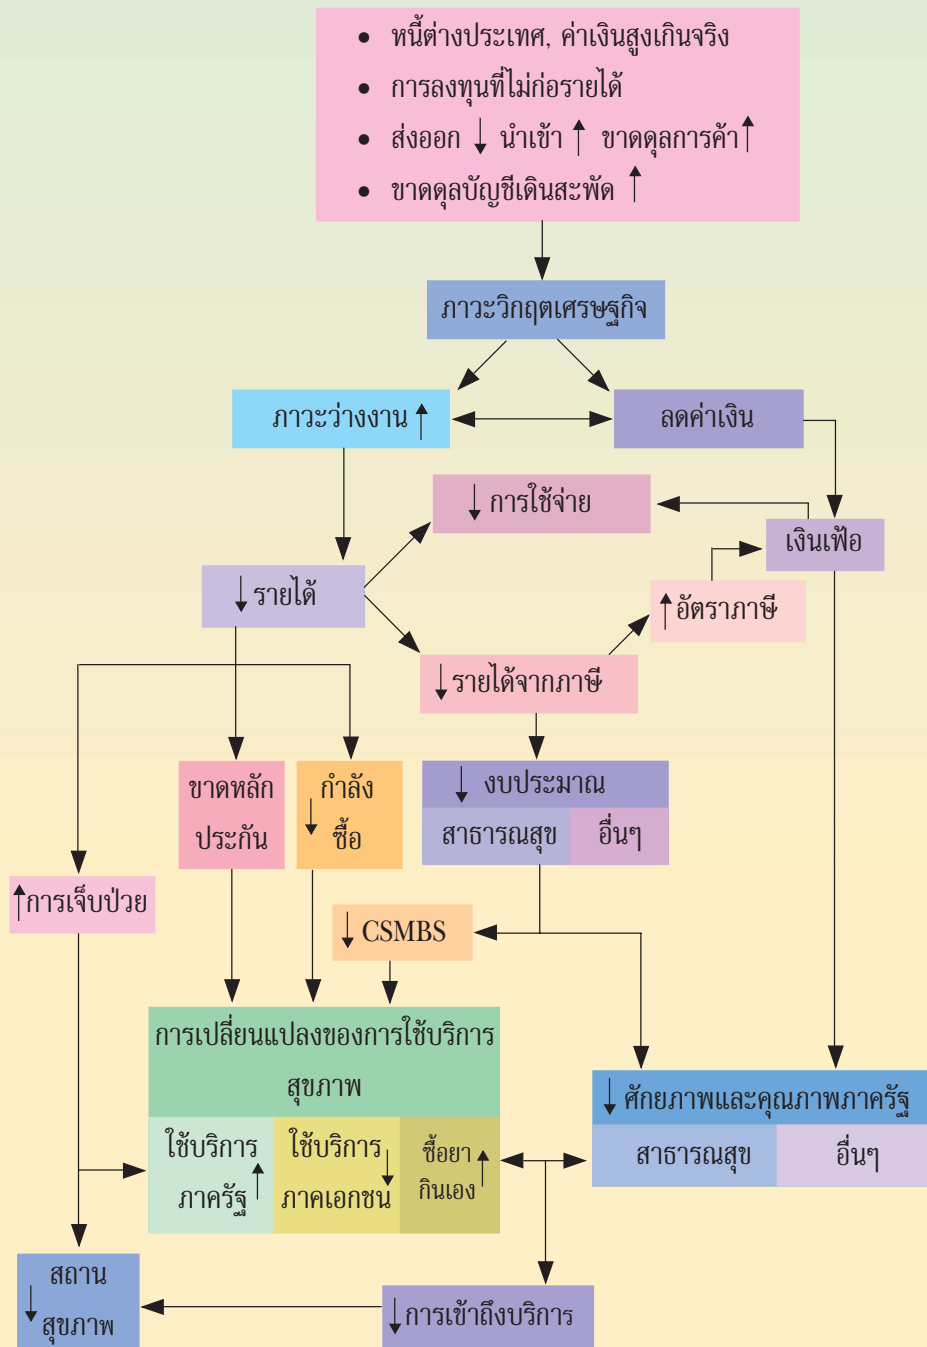 • หนี้ต่างประเทศ, ค่าเงินสูงเกินจริง
• การลงทุนที่ไม่ก่อรายได้
• ส่งออก ↓ นำเข้า ↑ ขาดดุลการค้า ↑
• ขาดดุลบัญชีเดินสะพัด ↑
ภาวะวิกฤตเศรษฐกิจ
ภาวะว่างงาน ↑
ลดค่าเงิน
↓ การใช้จ่าย
เงินเฟ้อ
↓ รายได้
↑ อัตราภาษี
↓ รายได้จากภาษี
ขาดหลัก
ประกัน
↓ กำลัง
ซื้อ
↓ งบประมาณ
สาธารณสุข
อื่นๆ
↑ การเจ็บป่วย
↓ CSMBS
การเปลี่ยนแปลงของการใช้บริการ
สุขภาพ
ใช้บริการ
ภาครัฐ ↑
ใช้บริการ
ภาคเอกชน ↓
ซื้อยา
กินเอง ↑
↓ ศักยภาพและคุณภาพภาครัฐ
สาธารณสุข
อื่นๆ
สถาน
↓ สุขภาพ
↓ การเข้าถึงบริการ